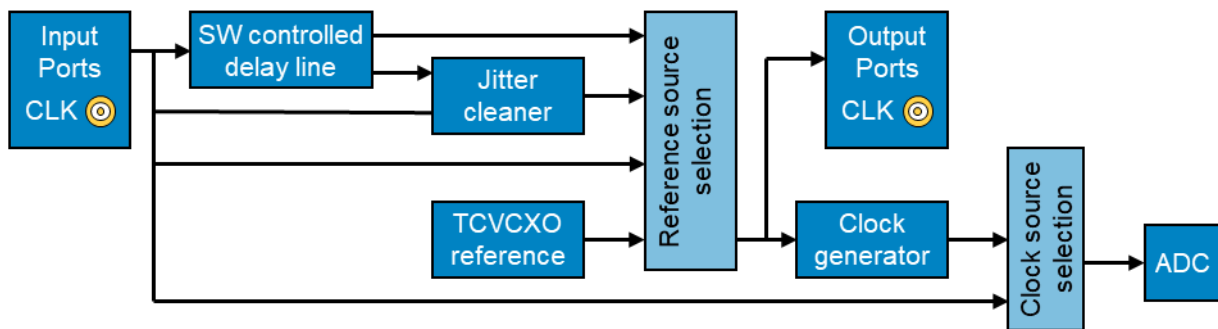 Input
Ports
CLK
SW controlled
delay line
Jitter
cleaner
TCVCXO
reference
Reference source
selection
Output
Ports
CLK
Clock
generator
Clock source
selection
ADC